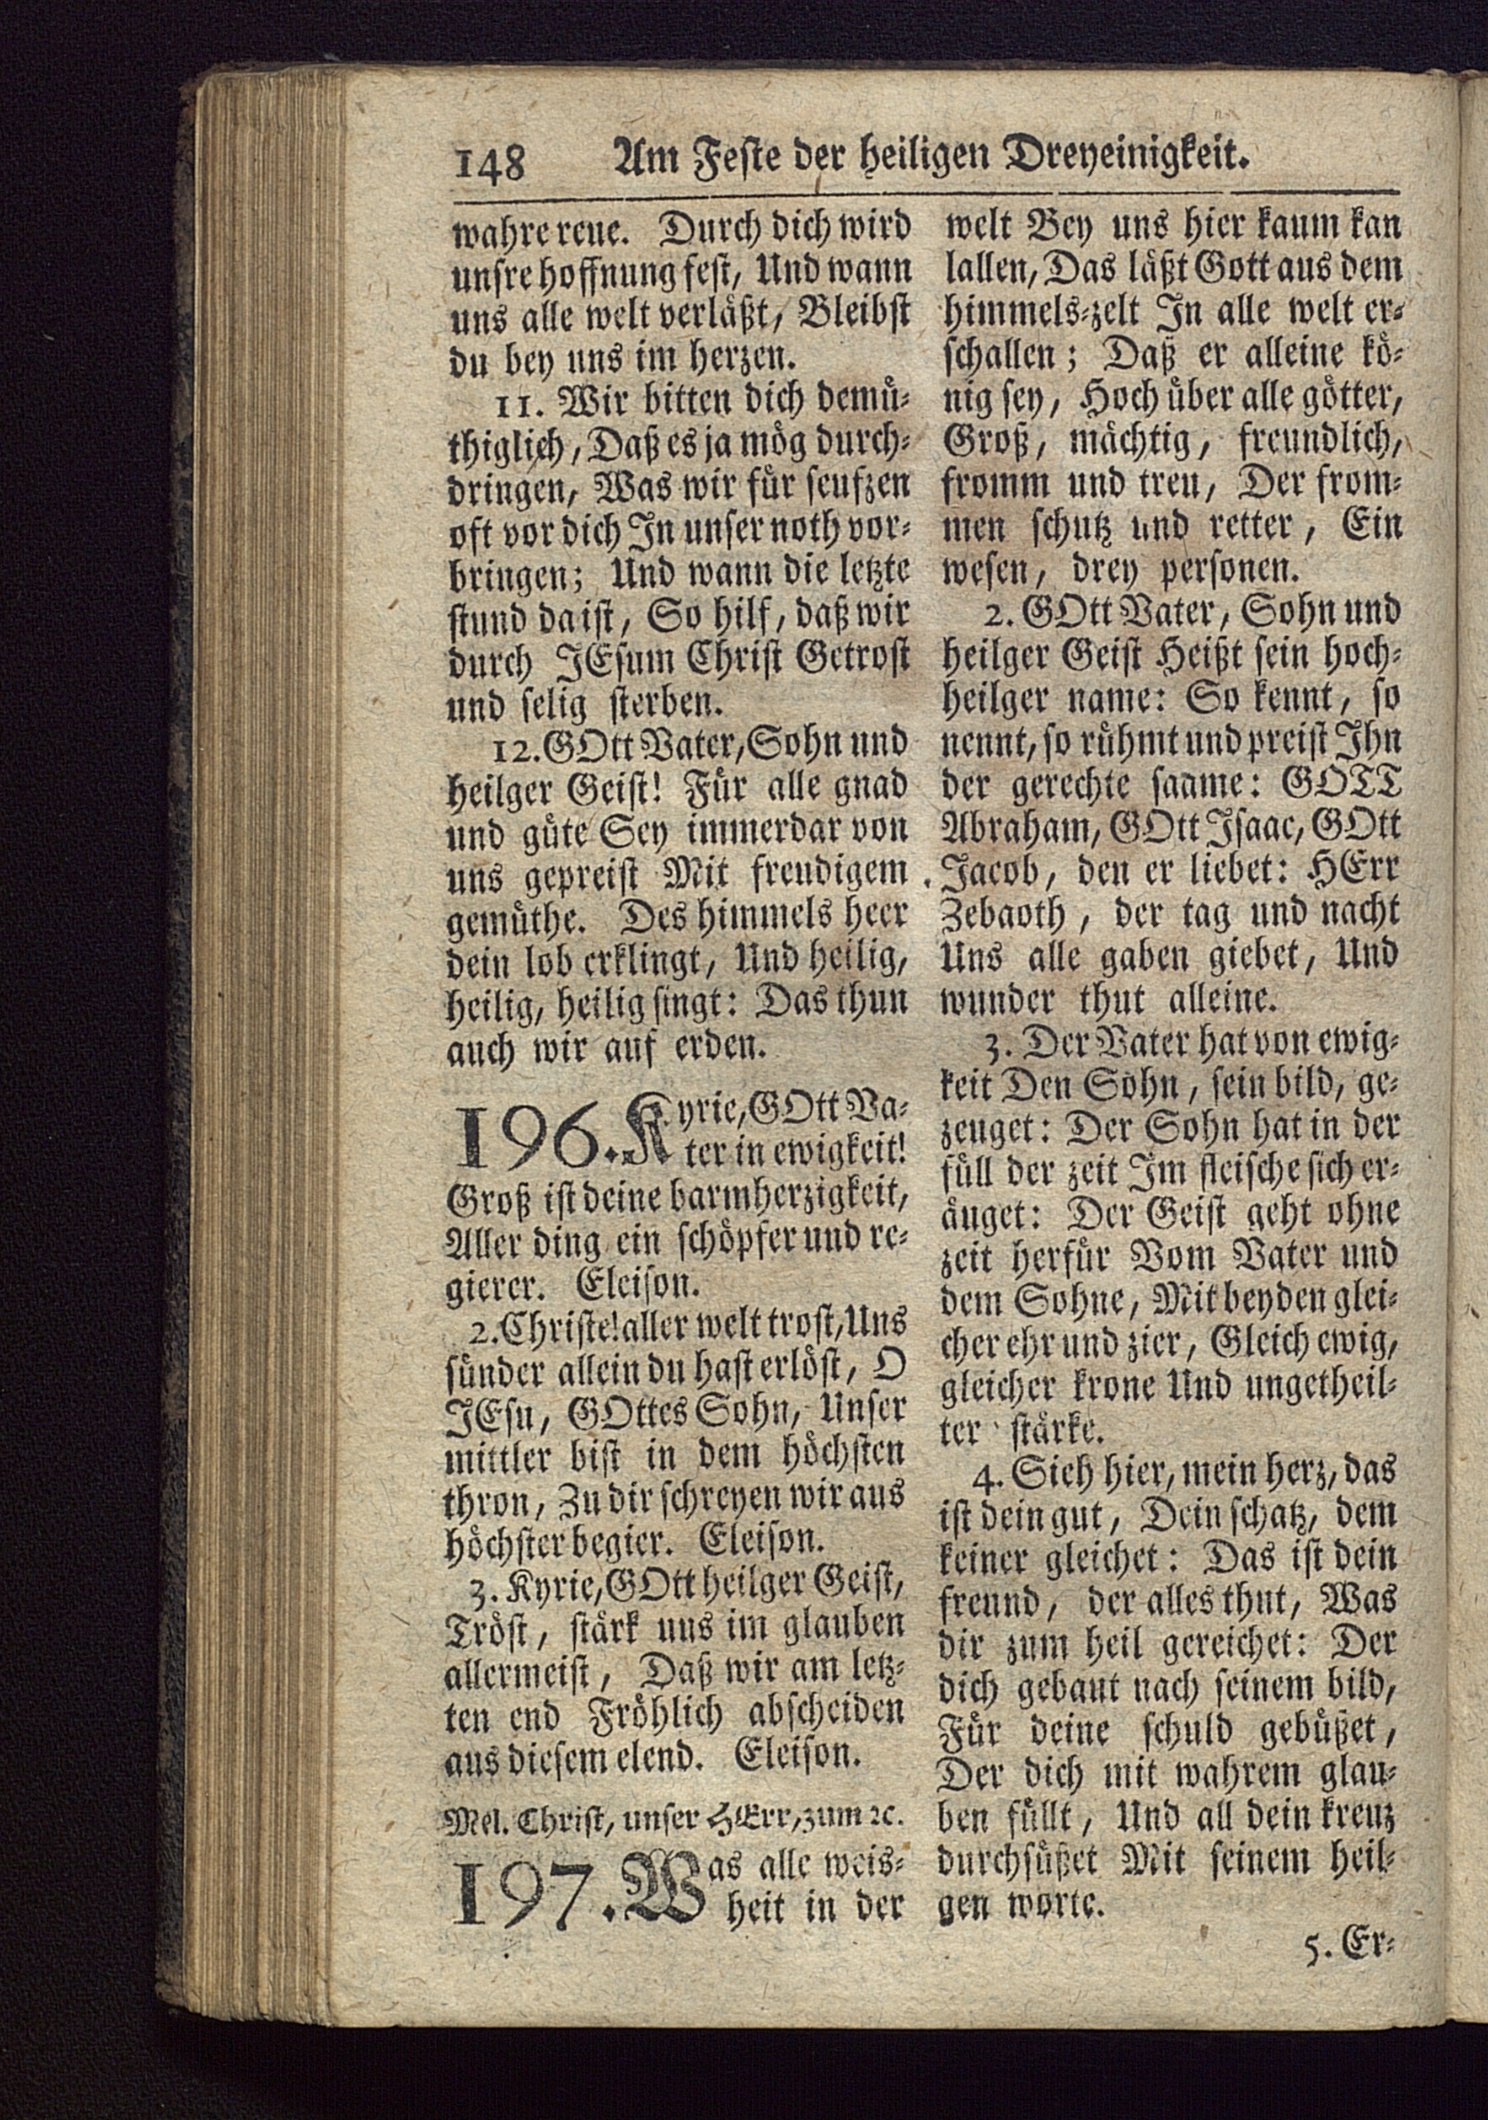 148 Am Feste der heiligen Dreyeinigkeit.
wahre reue. Durch dich wird
unsre hoffnung fest, Und wann
uns alle welt verläßt, Bleibst
du bey uns im herzen.
11. Wir bitten dich demü-
thiglich, Daß es ja mög durch-
dringen, Was wir für seufzen
oft vor dich In unser noth vor-
bringen; Und wann die letzte
stund da ist, So hilf, daß wir
durch JEsum Christ Getrost
und selig sterben.
12. GOtt Vater, Sohn und
heilger Geist! Für alle gnad
und güte Sey immerdar von
uns gepreist Mit freudigem
gemüthe. Des himmels heer
dein lob erklingt, Und heilig,
heilig, heilig singt: Das thun
auch wir auf erden.
196. Kyrie, GOtt Va-
ter in ewigkeit!
Groß ist deine barmherzigkeit,
Aller ding ein schöpfer und re-
gierer. Eleison.
2. Christe! aller welt trost, Uns
sünder allein du hast erlöst, O
JEsu, GOttes Sohn, Unser
mittler bist in dem höchsten
thron, Zu dir schreyen wir aus
höchster begier. Eleison.
3. Kyrie, GOtt heilger Geist,
Tröst, stärk uns im glauben
allermeist, Daß wir am letz-
ten end Fröhlich abscheiden
aus diesem elend. Eleison.
Mel. Christ, unser HErr, zum ꝛc.
197. Was alle weis-
heit in der
welt Bey uns hier kaum kan
lallen, Das läßt Gott aus dem
himmels-zelt In alle welt er-
schallen; Daß er alleine kö-
nig sey, Hoch über alle götter,
Groß, mächtig, freundlich,
fromm und treu, Der from-
men schutz und retter, Ein
wesen, drey personen.
2. GOtt Vater, Sohn und
heilger Geist Heißt sein hoch-
heilger name: So kennt, so
nennt, so rühmt und preist Ihn
der gerechte saame: GOTT
Abraham, GOtt Isaac, GOtt
Jacob, den er liebet: HErr
Zebaoth, der tag und nacht
Uns alle gaben giebet, Und
wunder thut alleine.
3. Der Vater hat von ewig-
keit Den Sohn, sein bild, ge-
zeuget: Der Sohn hat in der
füll der zeit Im fleische sich er-
äuget: Der Geist geht ohne
zeit herfür Vom Vater und
dem Sohne, Mit beyden glei-
cher ehr und zier, Gleich ewig,
gleicher krone Und ungetheil-
ter stärke.
4. Sieh hier, mein herz, das
ist dein gut, Dein schatz, dem
keiner gleichet: Das ist dein
freund, der alles thut, Was
dir zum heil gereichet: Der
dich gebaut nach seinem bild,
Für deine schuld gebüßet,
Der dich mit wahrem glau-
ben füllt, Und all dein kreuz
durchsüßet Mit seinem heil-
gen worte.
5. Er-